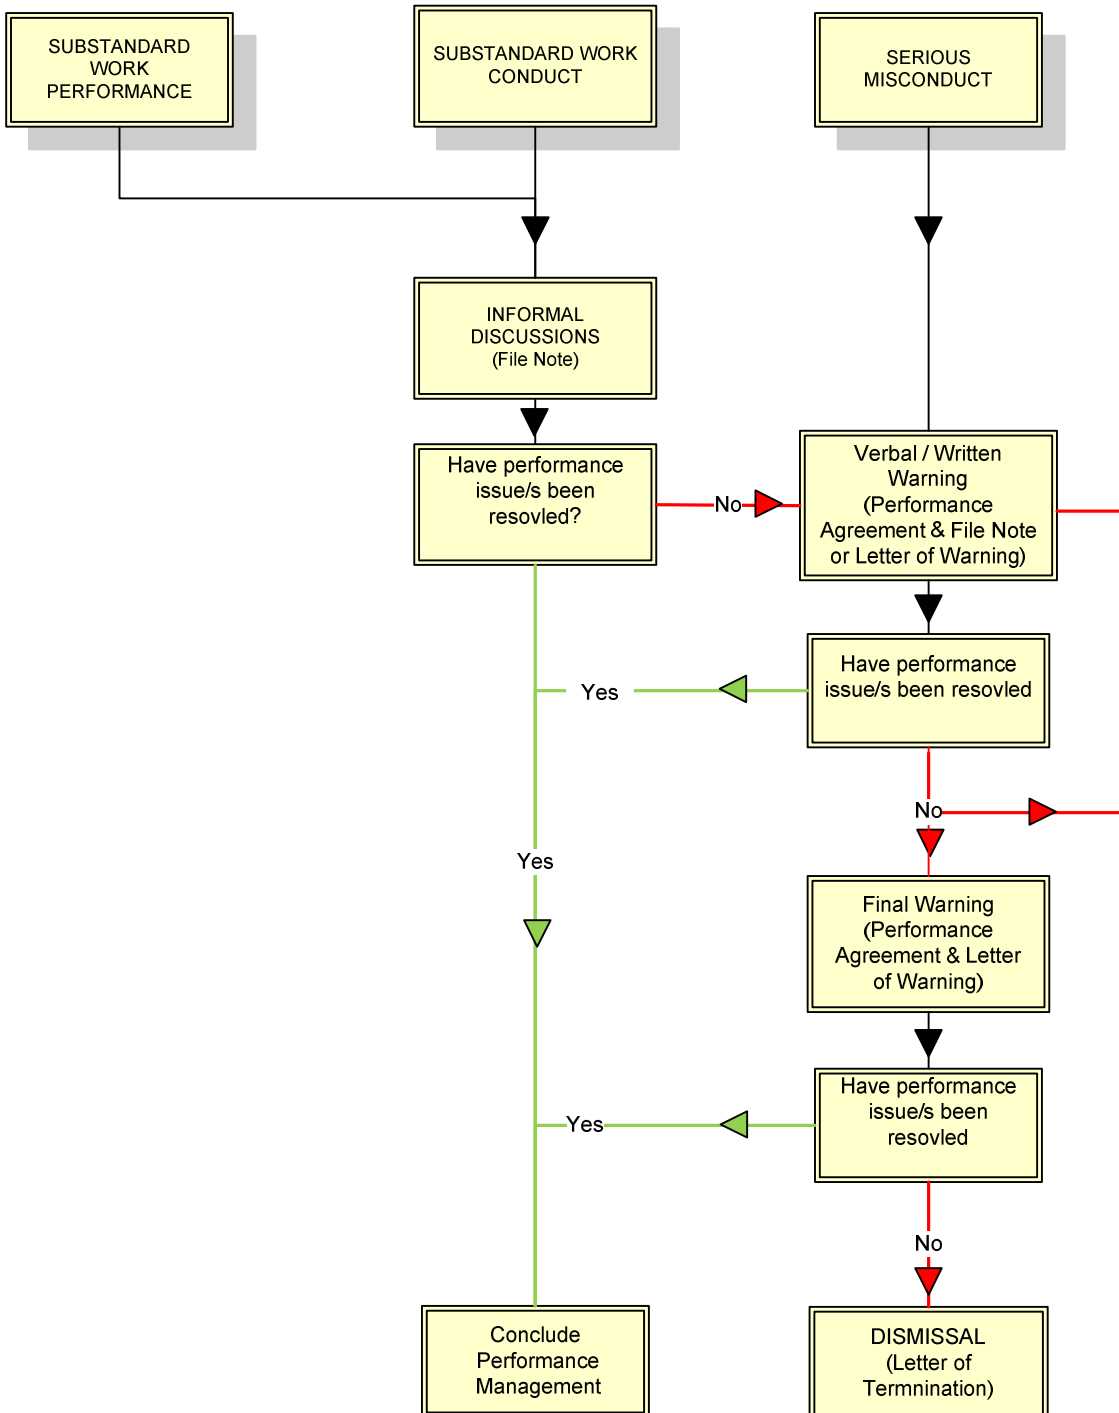 SUBSTANDARD
WORK
PERFORMANCE
SUBSTANDARD WORK
CONDUCT
SERIOUS
MISCONDUCT
INFORMAL
DISCUSSIONS
(File Note)
Have performance
issue/s been
resovled?
No
Verbal / Written
Warning
(Performance
Agreement & File Note
or Letter of Warning)
Have performance
issue/s been resovled
Yes
No
Yes
Final Warning
(Performance
Agreement & Letter
of Warning)
Have performance
issue/s been
resovled
Yes
No
Conclude
Performance
Management
DISMISSAL
(Letter of
Termnination)